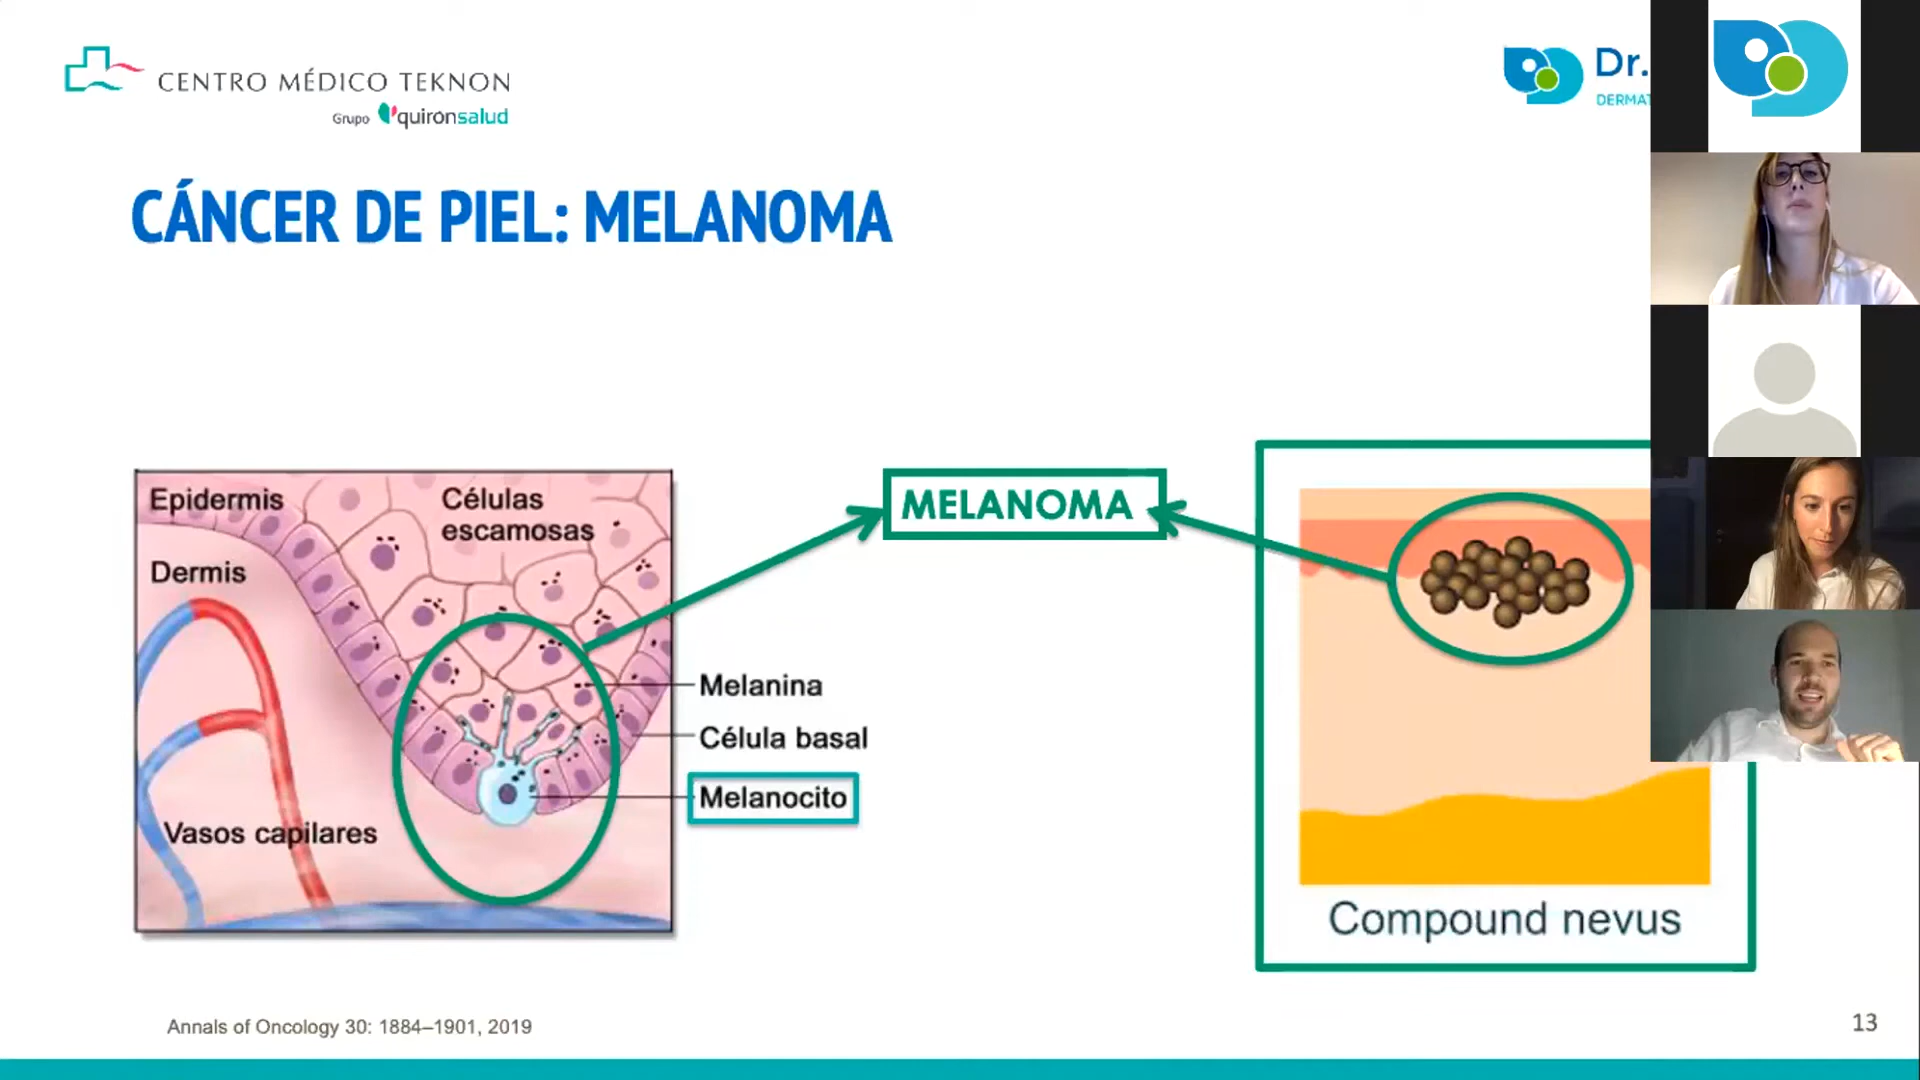 CENTRO MÉDICO TEKNON
Grupo quironsalud
Dr.
CÁNCER DE PIEL: MELANOMA
Epidermis
Células
escamosas
Dermis
Vasos capilares
Melanina
Célula basal
Melanocito
MELANOMA
Compound nevus
Annals of Oncology 30: 1884–1901, 2019
13